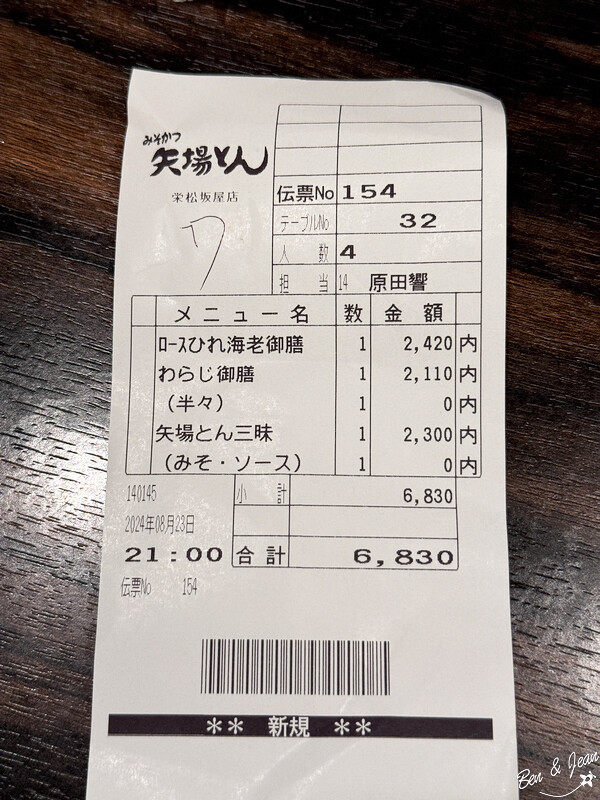 みそかつ
矢場とん
栄松坂屋店
7
伝票No 154
テーブルNo 32
人数 4
担当 14 原田響
メニュー名 数 金額
ロースひれ海老御膳 1 2,420 内
わらじ御膳 1 2,110 内
(半々) 1 0 内
矢場とん三昧 1 2,300 内
(みそ・ソース) 1 0 内
140145 小計 6,830
2024年08月23日
21:00 合計 6,830
伝票No 154
** 新規 **
Ben & Jean